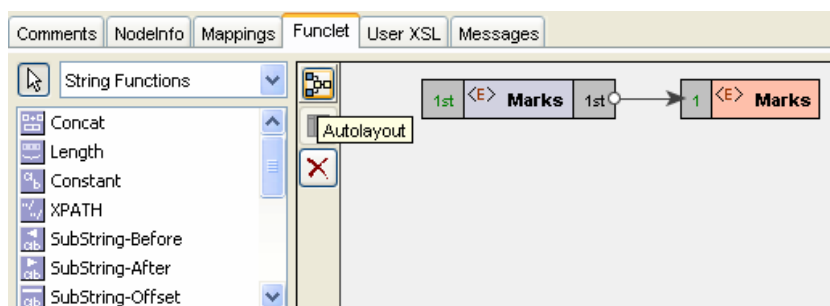 Comments NodeInfo Mappings Funclet User XSL Messages
String Functions
Concat
Length
Constant
XPATH
SubString-Before
SubString-After
SubString-Offset
Autolayout
1st <E> Marks 1st 1 <E> Marks